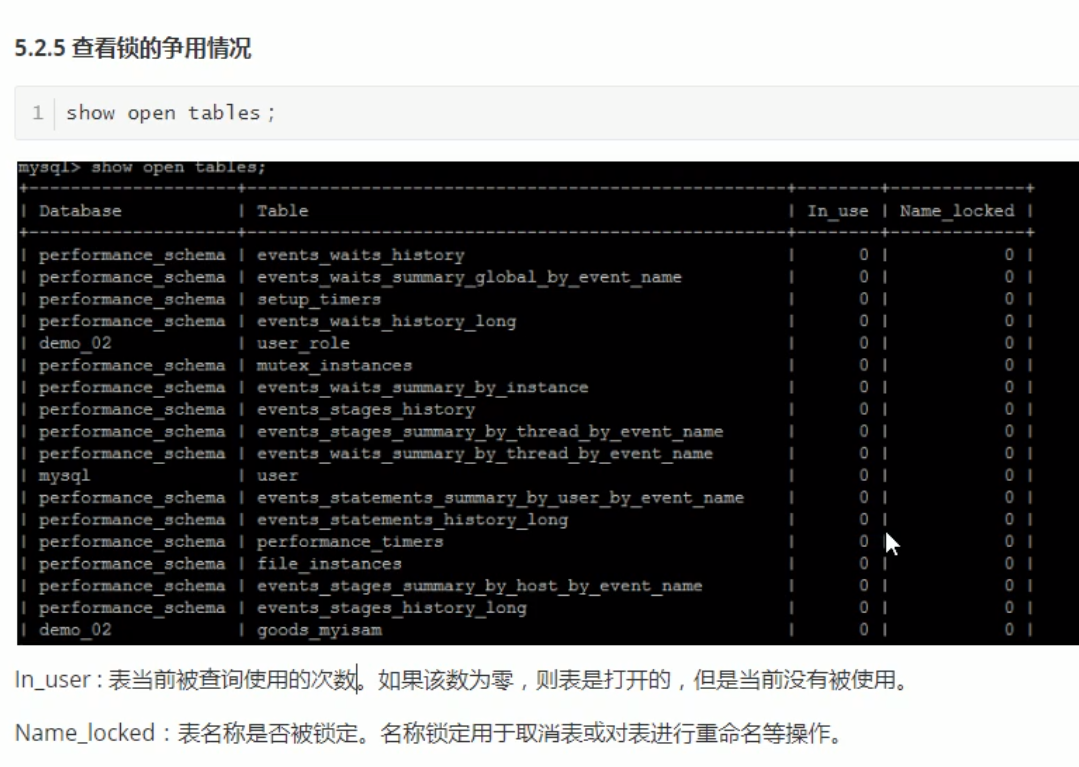 5.2.5 查看锁的争用情况
1 show open tables;
mysql> show open tables;
+--------------------+----------------------------------------------------+--------+-------------+
| Database | Table | In_use | Name_locked |
+--------------------+----------------------------------------------------+--------+-------------+
| performance_schema | events_waits_history | 0 | 0 |
| performance_schema | events_waits_summary_global_by_event_name | 0 | 0 |
| performance_schema | setup_timers | 0 | 0 |
| performance_schema | events_waits_history_long | 0 | 0 |
| demo_02 | user_role | 0 | 0 |
| performance_schema | mutex_instances | 0 | 0 |
| performance_schema | events_waits_summary_by_instance | 0 | 0 |
| performance_schema | events_stages_history | 0 | 0 |
| performance_schema | events_stages_summary_by_thread_by_event_name | 0 | 0 |
| performance_schema | events_waits_summary_by_thread_by_event_name | 0 | 0 |
| mysql | user | 0 | 0 |
| performance_schema | events_statements_summary_by_user_by_event_name | 0 | 0 |
| performance_schema | events_statements_history_long | 0 | 0 |
| performance_schema | performance_timers | 0 | 0 |
| performance_schema | file_instances | 0 | 0 |
| performance_schema | events_stages_summary_by_host_by_event_name | 0 | 0 |
| performance_schema | events_stages_history_long | 0 | 0 |
| demo_02 | goods_myisam | 0 | 0 |
In_user : 表当前被查询使用的次数。如果该数为零，则表是打开的，但是当前没有被使用。
Name_locked：表名称是否被锁定。名称锁定用于取消表或对表进行重命名等操作。